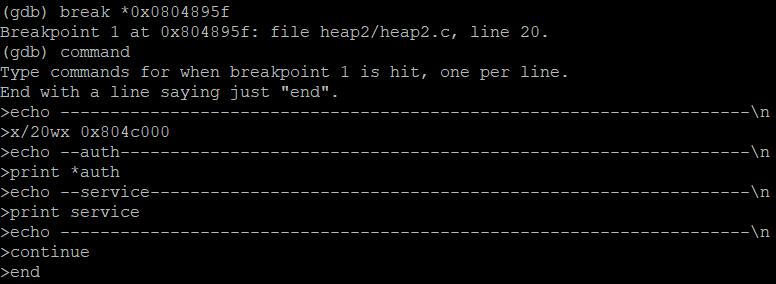 (gdb) break *0x0804895f
Breakpoint 1 at 0x804895f: file heap2/heap2.c, line 20.
(gdb) command
Type commands for when breakpoint 1 is hit, one per line.
End with a line saying just "end".
>echo ---------------------------------------------------------------------\n
>x/20wx 0x804c000
>echo --auth---------------------------------------------------------------\n
>print *auth
>echo --service------------------------------------------------------------\n
>print service
>echo ---------------------------------------------------------------------\n
>continue
>end